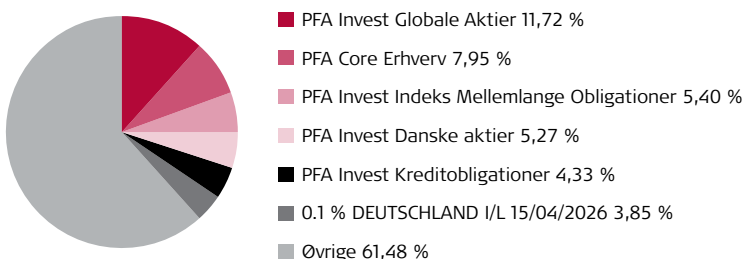 PFA Invest Globale Aktier 11,72 %
PFA Core Erhverv 7,95 %
PFA Invest Indeks Mellemlange Obligationer 5,40 %
PFA Invest Danske aktier 5,27 %
PFA Invest Kreditobligationer 4,33 %
0.1 % DEUTSCHLAND I/L 15/04/2026 3,85 %
Øvrige 61,48 %